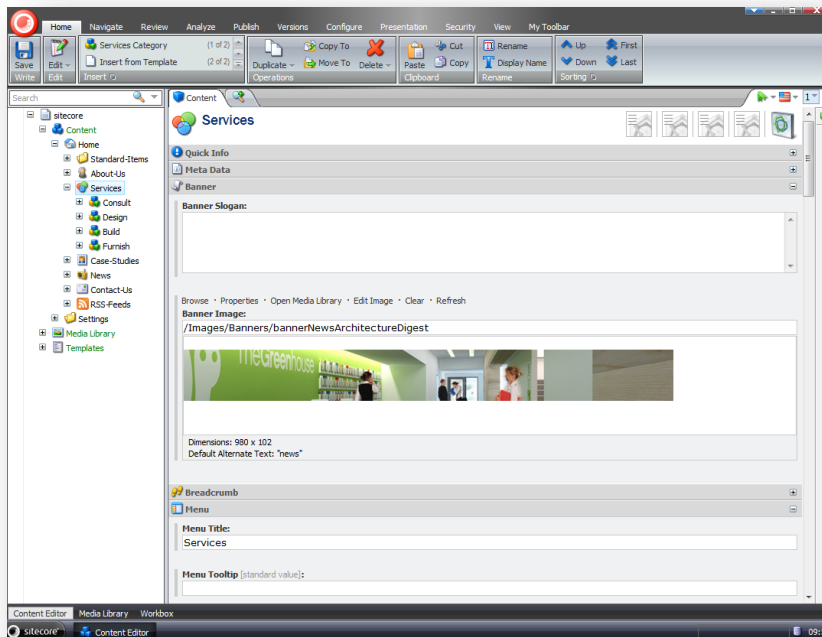 Home Navigate Review Analyze Publish Versions Configure Presentation Security View My Toolbar
Save Edit Services Category (1 of 2) Duplicate Copy To Delete Paste Cut Rename Up First
Insert from Template (2 of 2) Move To Copy Display Name Down Last
Write Edit Insert Operations Clipboard Rename Sorting
Search
Content
sitecore
Content
Home
Standard-Items
About-Us
Services
Consult
Design
Build
Furnish
Case-Studies
News
Contact-Us
RSS-Feeds
Settings
Media Library
Templates
1
Services
Quick Info
Meta Data
Banner
Banner Slogan:
Browse · Properties · Open Media Library · Edit Image · Clear · Refresh
Banner Image:
/Images/Banners/bannerNewsArchitectureDigest
TheGreenhouse
Dimensions: 980 x 102
Default Alternate Text: "news"
Breadcrumb
Menu
Menu Title:
Services
Menu Tooltip [standard value]:
Content Editor Media Library Workbox
sitecore Content Editor 09: